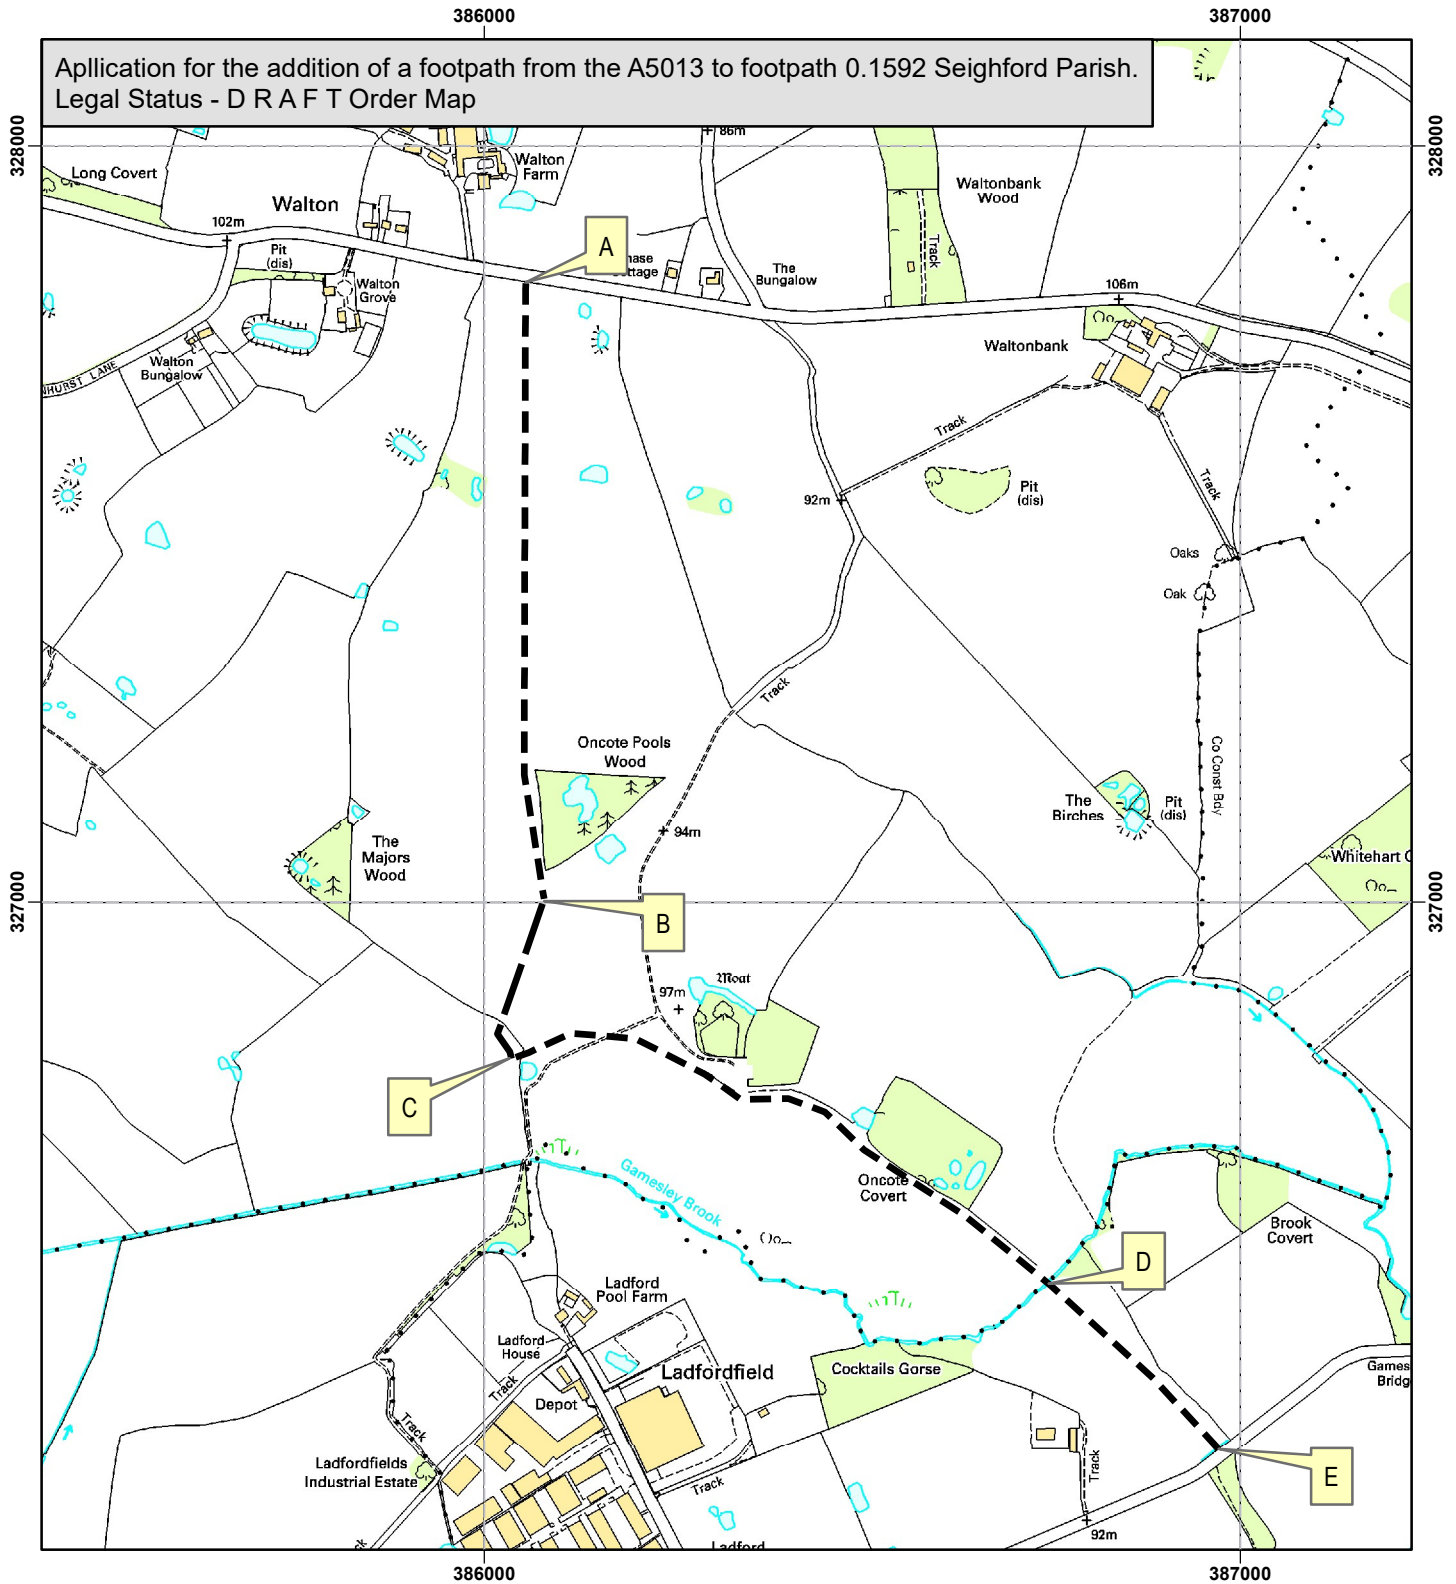 386000
387000
Apllication for the addition of a footpath from the A5013 to footpath 0.1592 Seighford Parish.
Legal Status - D R A F T Order Map
328000
328000
86m
Long Covert
Walton
Farm
Walton
Waltonbank
Wood
Track
102m
Pit
(dis)
A
The
Bungalow
Walton
Grove
106m
Walton
Bungalow
LANE
Waltonbank
Track
Pit
(dis)
92m
Track
Oaks
Oak
Track
Co Const Bdy
Oncote Pools
Wood
The
Birches
Pit
(dis)
94m
The
Majors
Wood
Whitehart
327000
327000
B
Moat
97m
C
Gamesley Brook
Oncote
Covert
Brook
Covert
D
Ladford
Pool Farm
Ladford
House
Ladfordfield
Cocktails Gorse
Games
Bridg
Track
Depot
Track
Ladfordfields
Industrial Estate
Track
Track
E
92m
Ladford
386000
387000